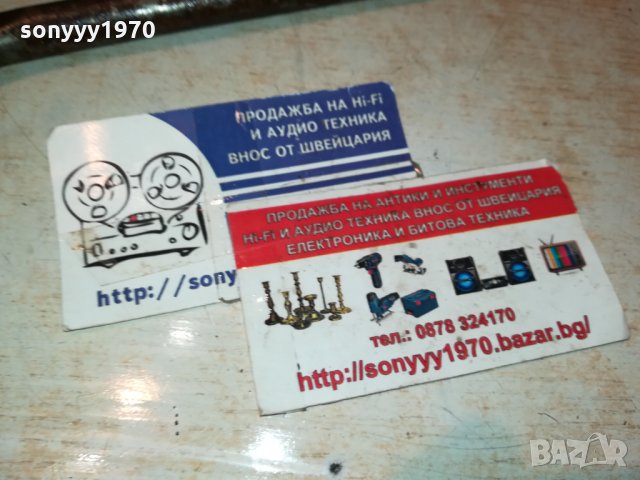 sonyyy1970
ПРОДАЖБА НА Hi-Fi
И АУДИО ТЕХНИКА
ВНОС ОТ ШВЕЙЦАРИЯ
http://sony
ПРОДАЖБА НА АНТИКИ И ИНСТРУМЕНТИ
Hi-Fi И АУДИО ТЕХНИКА ВНОС ОТ ШВЕЙЦАРИЯ
ЕЛЕКТРОНИКА И БИТОВА ТЕХНИКА
тел.: 0878 324170
http://sonyyy1970.bazar.bg/
BAZAR
bazar.bg